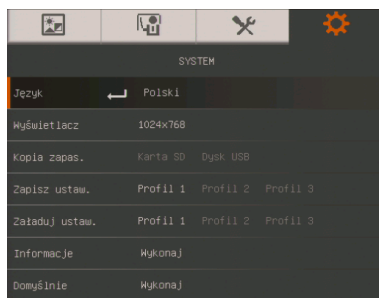 SYSTEM
Język Polski
Wyświetlacz 1024x768
Kopia zapas. Karta SD Dysk USB
Zapisz ustaw. Profil 1 Profil 2 Profil 3
Załaduj ustaw. Profil 1 Profil 2 Profil 3
Informacje Wykonaj
Domyślnie Wykonaj